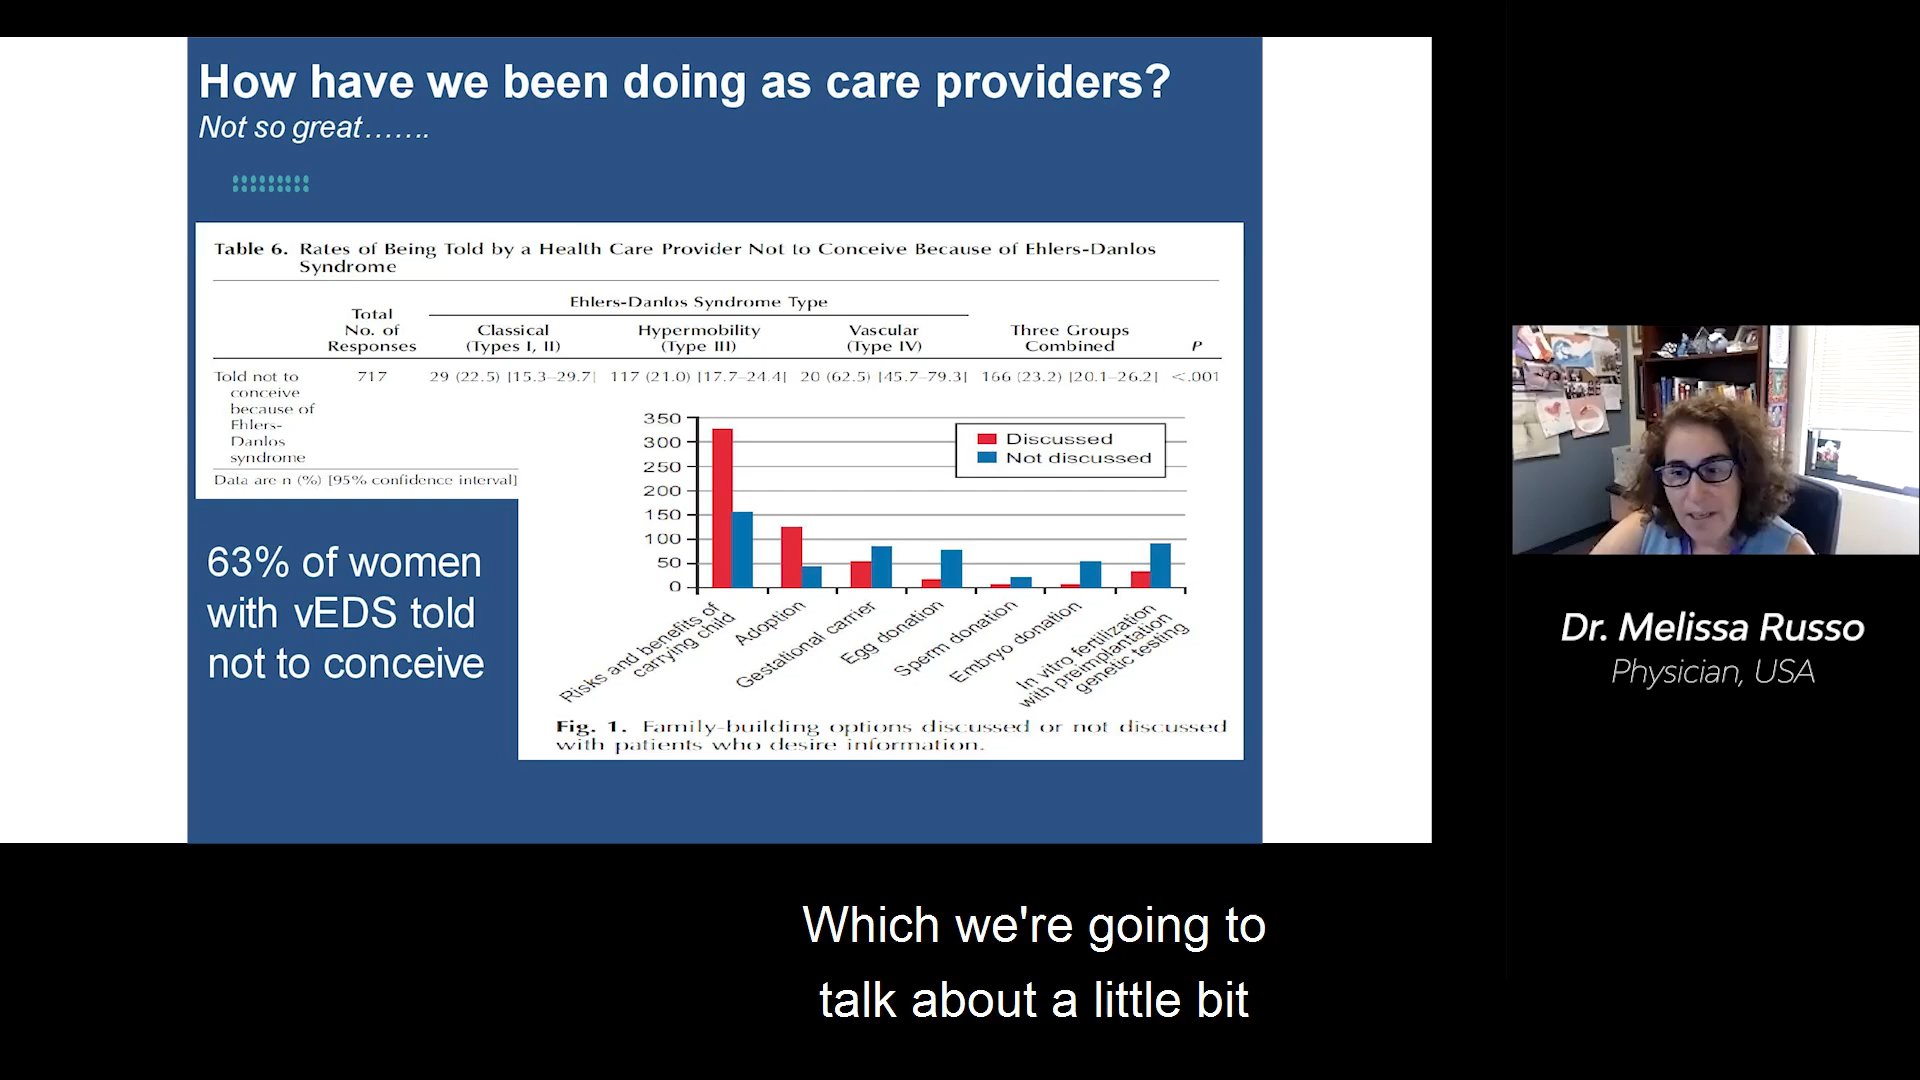 How have we been doing as care providers?
Not so great…….
Table 6. Rates of Being Told by a Health Care Provider Not to Conceive Because of Ehlers-Danlos
Syndrome
Ehlers-Danlos Syndrome Type
Total
No. of
Responses
Classical
(Types I, II)
Hypermobility
(Type III)
Vascular
(Type IV)
Three Groups
Combined
P
Told not to
conceive
because of
Ehlers-
Danlos
syndrome
717
29 (22.5) [15.3–29.7]
117 (21.0) [17.7–24.4]
20 (62.5) [45.7–79.3]
166 (23.2) [20.1–26.2]
<.001
Data are n (%) [95% confidence interval]
350
300
250
200
150
100
50
0
Discussed
Not discussed
Risks and benefits of
carrying child
Adoption
Gestational carrier
Egg donation
Sperm donation
Embryo donation
In vitro fertilization
with preimplantation
genetic testing
Fig. 1. Family-building options discussed or not discussed
with patients who desire information.
63% of women
with vEDS told
not to conceive
Dr. Melissa Russo
Physician, USA
Which we're going to
talk about a little bit